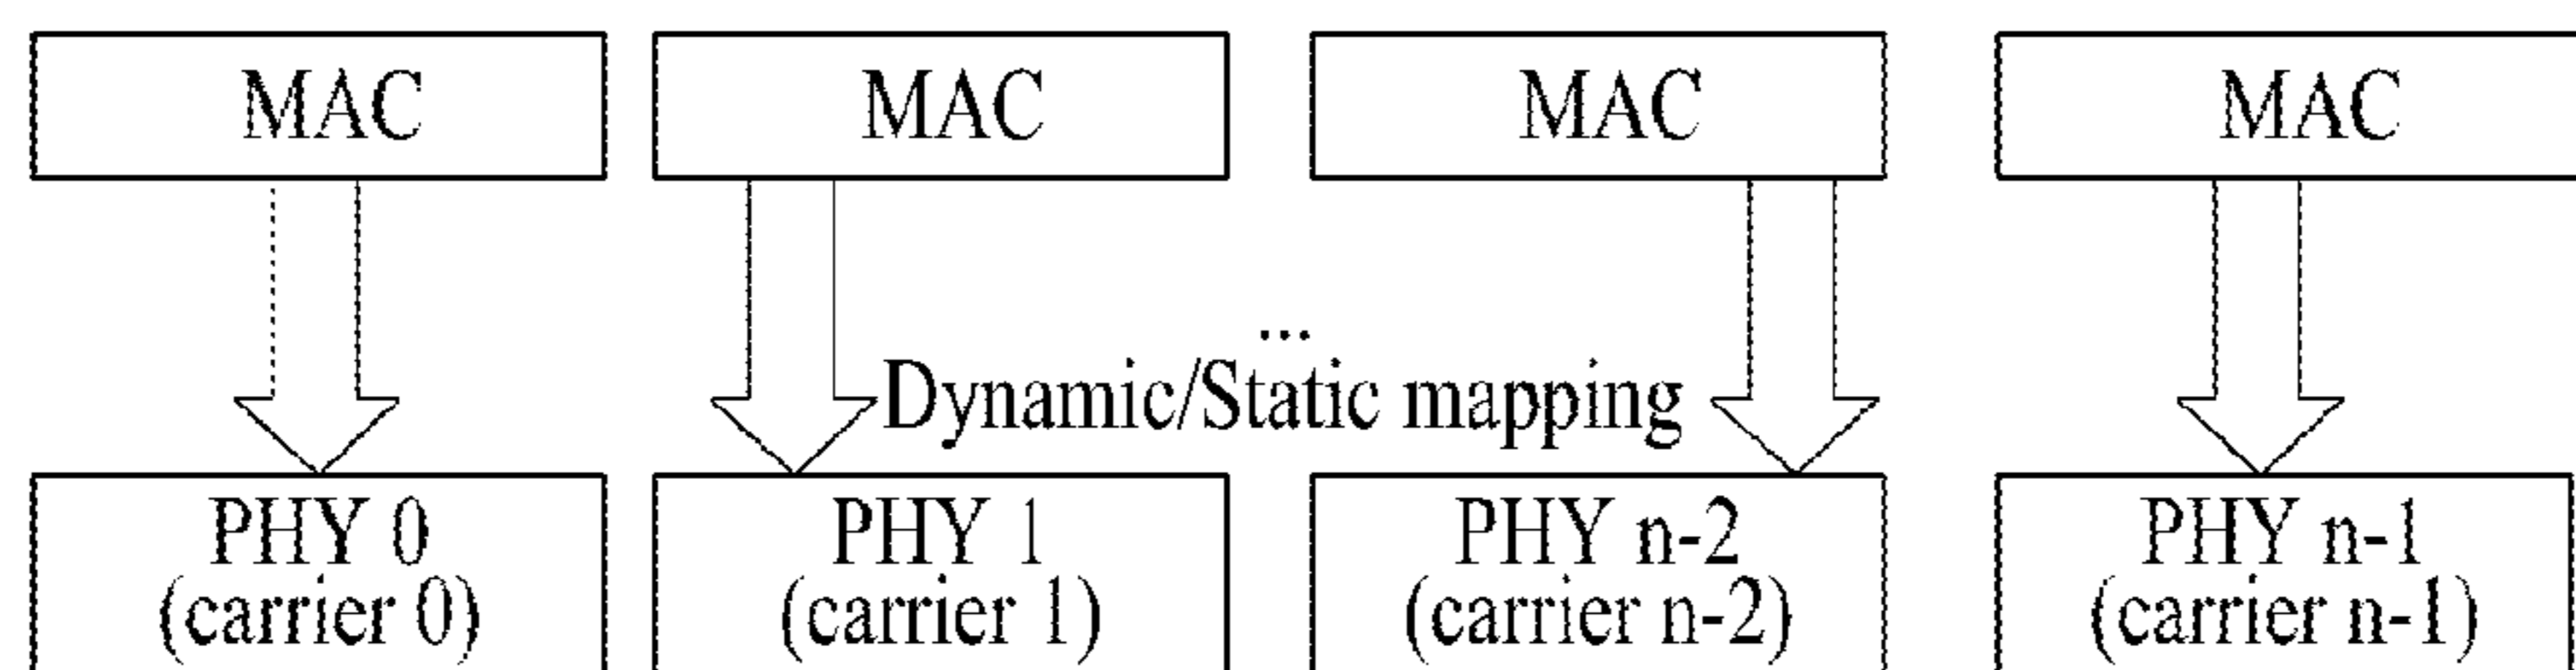 MAC MAC MAC MAC
...
Dynamic/Static mapping
PHY 0 PHY 1 PHY n-2 PHY n-1
(carrier 0) (carrier 1) (carrier n-2) (carrier n-1)